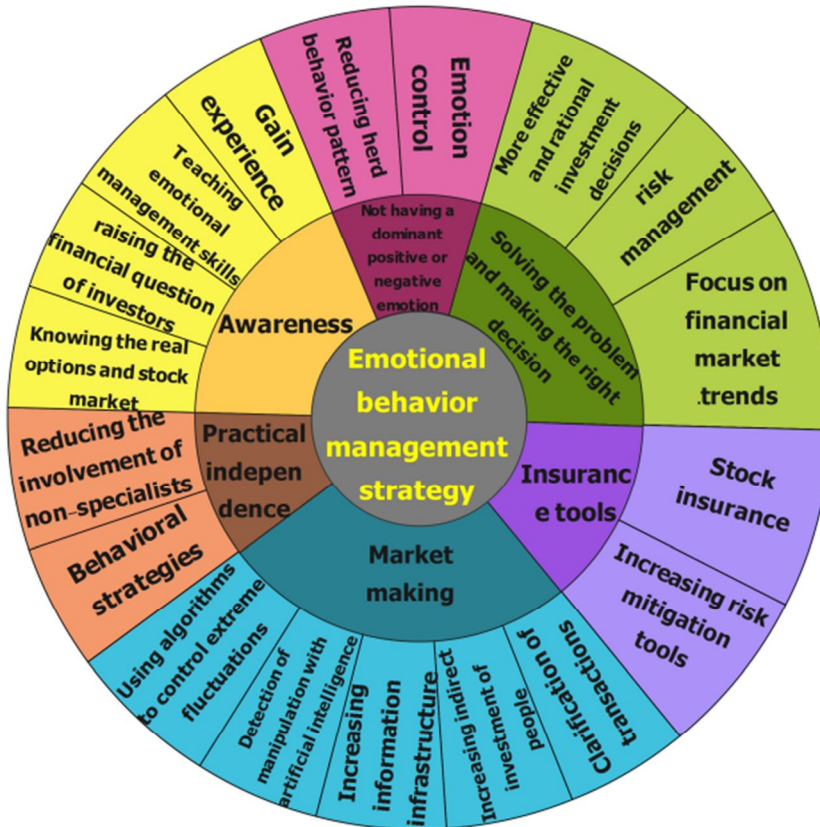 Emotional
behavior
management
strategy
Not having a
dominant
positive or
negative
emotion
Reducing herd
behavior pattern
Emotion
control
Solving the problem
and making the right
decision
More effective
and rational
investment
decisions
risk
management
Focus on
financial
market
.trends
Insuranc
e tools
Stock
insurance
Increasing risk
mitigation
tools
Market
making
Clarification of
transactions
Increasing indirect
investment of
people
Increasing
information
infrastructure
Detection of
manipulation with
artificial intelligence
Using algorithms
to control extreme
fluctuations
Practical
indepen
dence
Behavioral
strategies
Reducing the
involvement of
non-specialists
Awareness
Knowing the real
options and stock
market
raising the
financial question
of investors
Teaching
emotional
management skills
Gain
experience